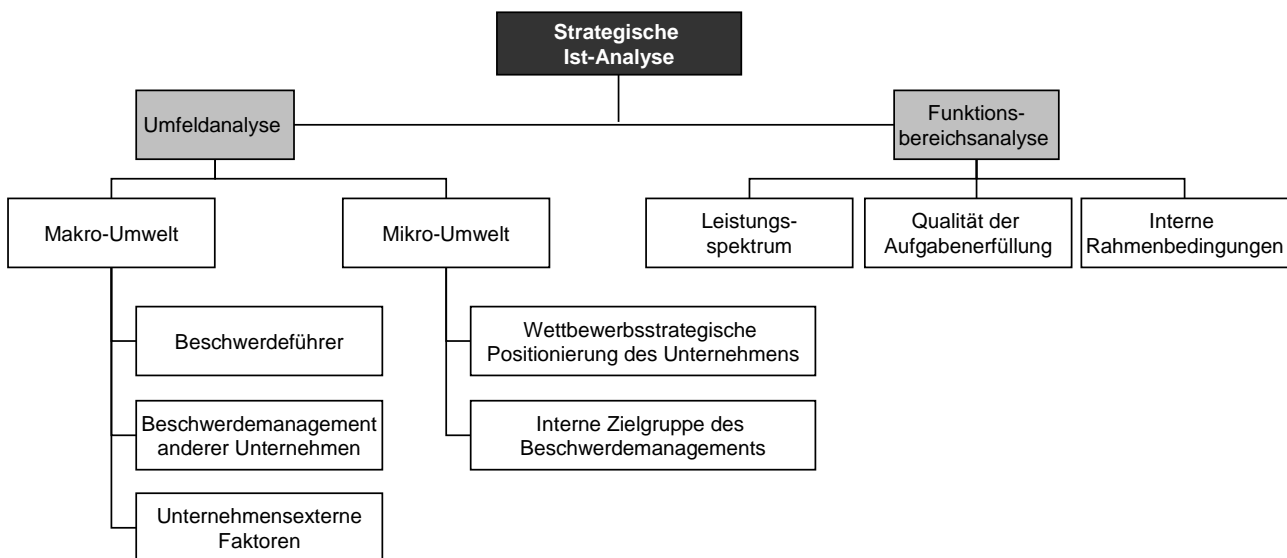 Strategische
Ist-Analyse
Umfeldanalyse
Funktions-
bereichsanalyse
Makro-Umwelt
Mikro-Umwelt
Leistungs-
spektrum
Qualität der
Aufgabenerfüllung
Interne
Rahmenbedingungen
Beschwerdeführer
Wettbewerbsstrategische
Positionierung des Unternehmens
Beschwerdemanagement
anderer Unternehmen
Interne Zielgruppe des
Beschwerdemanagements
Unternehmensexterne
Faktoren